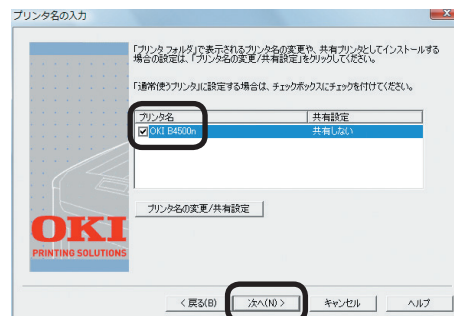 プリンタ名の入力
「プリンタ フォルダ」で表示されるプリンタ名の変更や、共有プリンタとしてインストールする
場合の設定は、「プリンタ名の変更/共有設定」をクリックしてください。
「通常使うプリンタ」に設定する場合は、チェックボックスにチェックを付けてください。
プリンタ名 共有設定
OKI B4500n 共有しない
プリンタ名の変更/共有設定
OKI
PRINTING SOLUTIONS
< 戻る(B) 次へ(N) > キャンセル ヘルプ